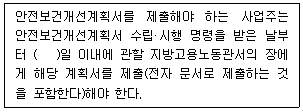 안전보건개선계획서를 제출해야 하는 사업주는
안전보건개선계획서 수립·시행 명령을 받은 날부
터 (   )일 이내에 관할 지방고용노동관서의 장에
게 해당 계획서를 제출(전자 문서로 제출하는 것
을 포함한다)해야 한다.